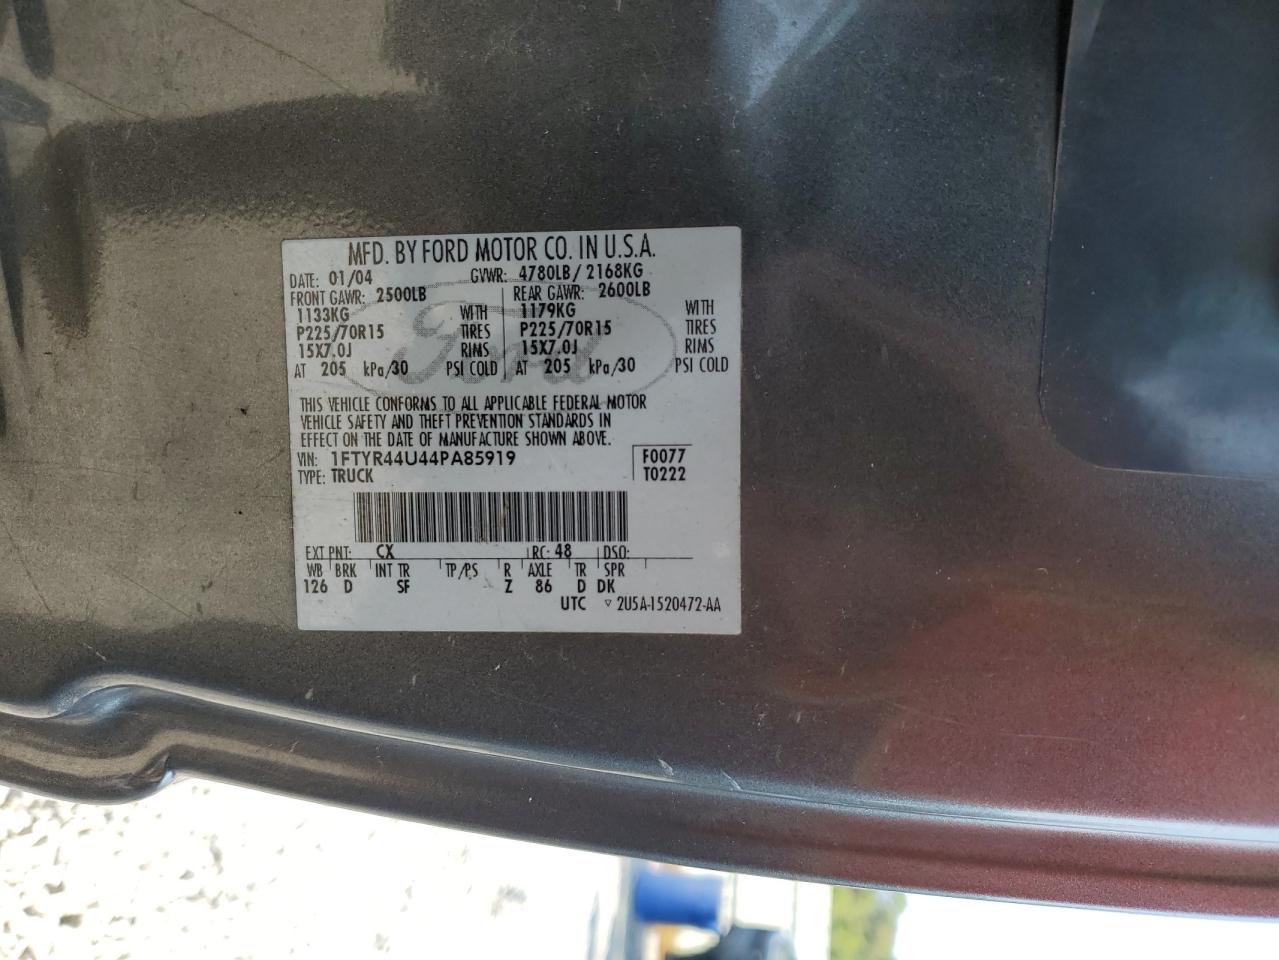 MFD. BY FORD MOTOR CO. IN U.S.A.
DATE: 01/04 GVWR: 4780LB/2168KG
FRONT GAWR: 2500LB REAR GAWR: 2600LB
1133KG WITH 1179KG WITH
P225/70R15 TIRES P225/70R15 TIRES
15X7.0J RIMS 15X7.0J RIMS
AT 205 kPa/30 PSI COLD AT 205 kPa/30 PSI COLD
Ford
THIS VEHICLE CONFORMS TO ALL APPLICABLE FEDERAL MOTOR
VEHICLE SAFETY AND THEFT PREVENTION STANDARDS IN
EFFECT ON THE DATE OF MANUFACTURE SHOWN ABOVE.
VIN: 1FTYR44U44PA85919 F0077
TYPE: TRUCK T0222
EXT PNT: CX RC: 48 DSO:
WB BRK INT TR TP/PS R AXLE TR SPR
126 D SF Z 86 D DK
UTC ▽ 2U5A-1520472-AA